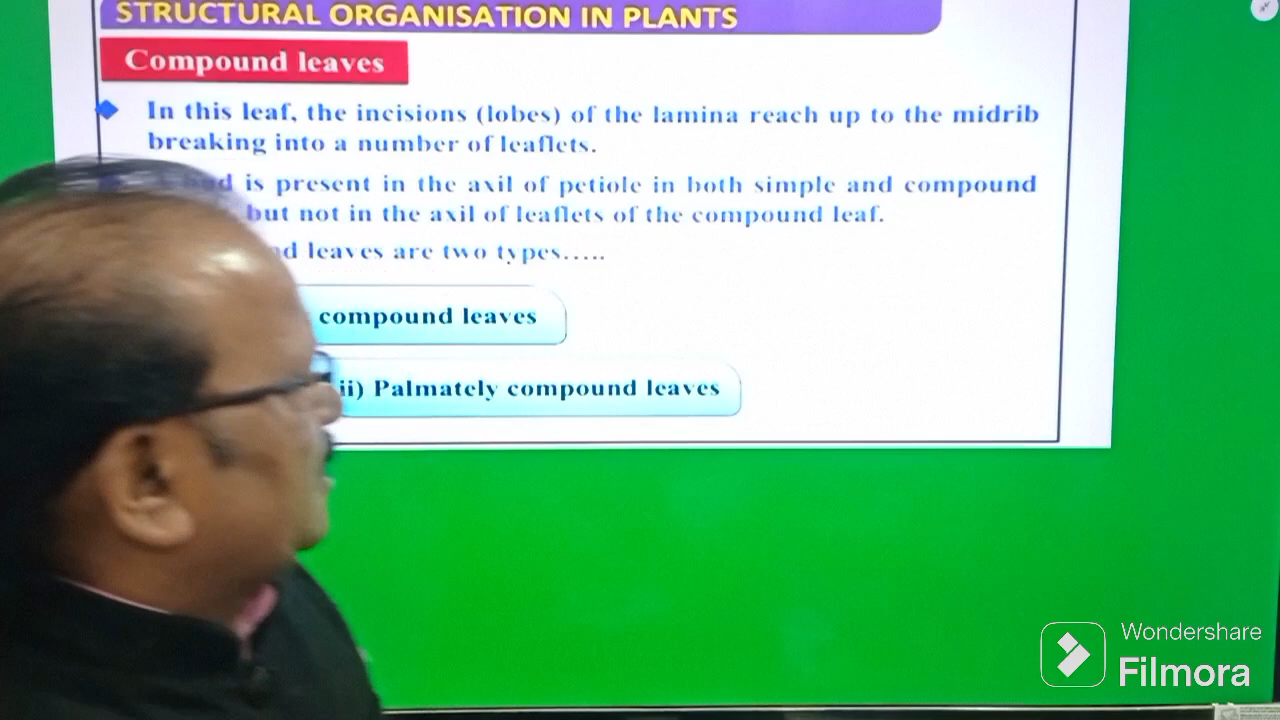 STRUCTURAL ORGANISATION IN PLANTS
Compound leaves
In this leaf, the incisions (lobes) of the lamina reach up to the midrib
breaking into a number of leaflets.
is present in the axil of petiole in both simple and compound
but not in the axil of leaflets of the compound leaf.
leaves are two types.....
compound leaves
ii) Palmately compound leaves
Wondershare
Filmora